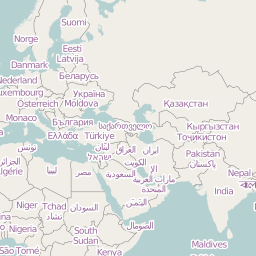 Suomi
Norge
Eesti
Latvija
Danmark
Беларусь
Nederland
Luxembourg
Україна
Österreich
Moldova
Қазақстан
Monaco
България
საქართველო
Кыргызстан
Ελλάδα
Türkiye
Тоҷикистон
تونس
لبنان
ישראל
العراق
ایران
Pakistan
پاکستان
الجزائر
Algérie
ليبيا
مصر
الكويت
السعودية
الإمارات العربية
المتحدة
Nepal
India
Niger
Tchad
تشاد
السودان
اليمن
South
Sudan
الصومال
Kenya
São Tomé
Maldives